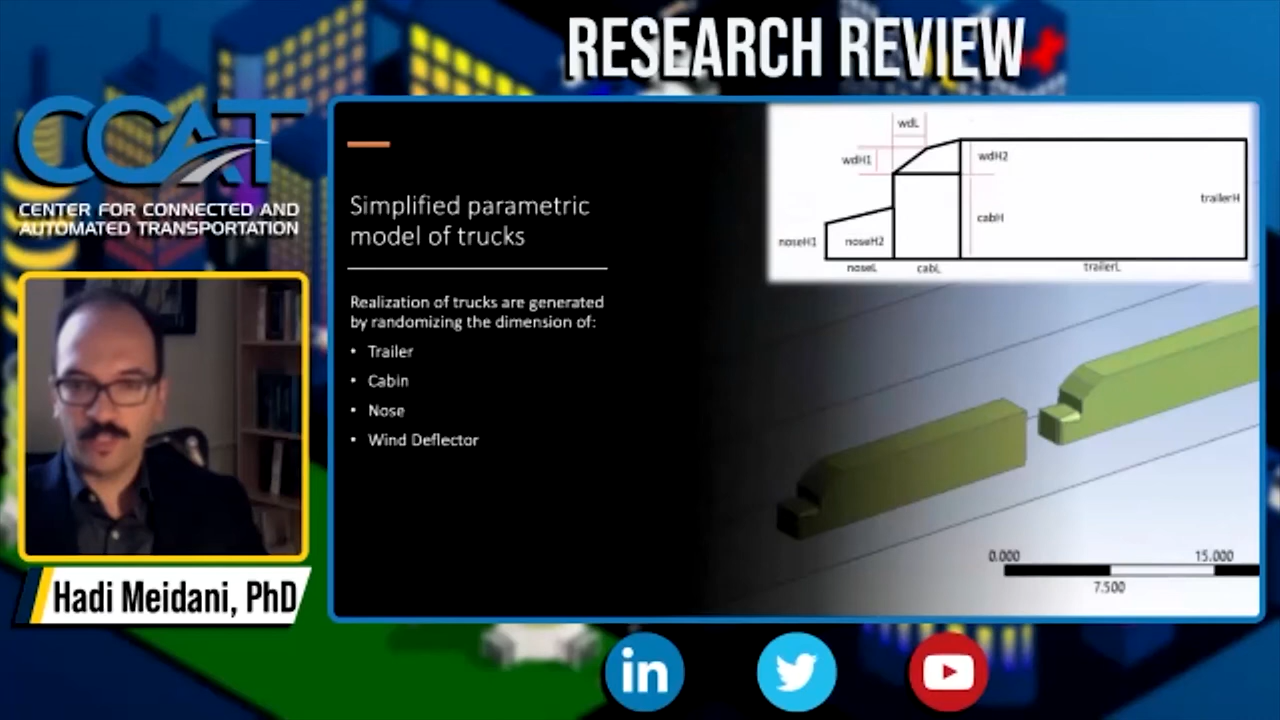 RESEARCH REVIEW
CCAT
CENTER FOR CONNECTED AND
AUTOMATED TRANSPORTATION
Hadi Meidani, PhD
Simplified parametric
model of trucks
Realization of trucks are generated
by randomizing the dimension of:
• Trailer
• Cabin
• Nose
• Wind Deflector
wdL
wdH1
wdH2
trailerH
cabH
noseH1
noseH2
noseL
cabL
trailerL
0.000
15.000
7.500
in